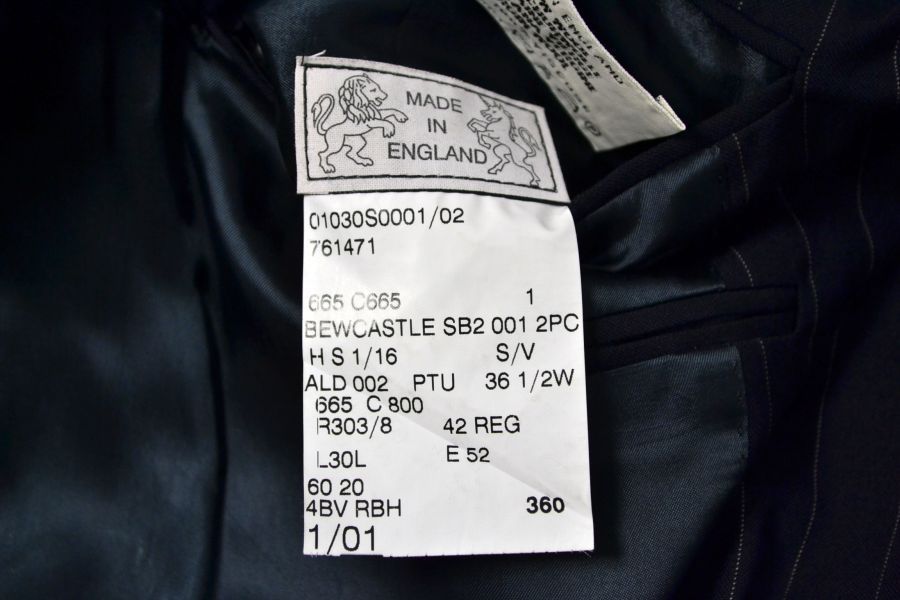 MADE
IN
ENGLAND
01030S0001/02
761471
665 C665 1
BEWCASTLE SB2 001 2PC
H S 1/16 S/V
ALD 002 PTU 36 1/2W
665 C 800
R303/8 42 REG
L30L E 52
60 20
4BV RBH 360
1/01
ENGLAND